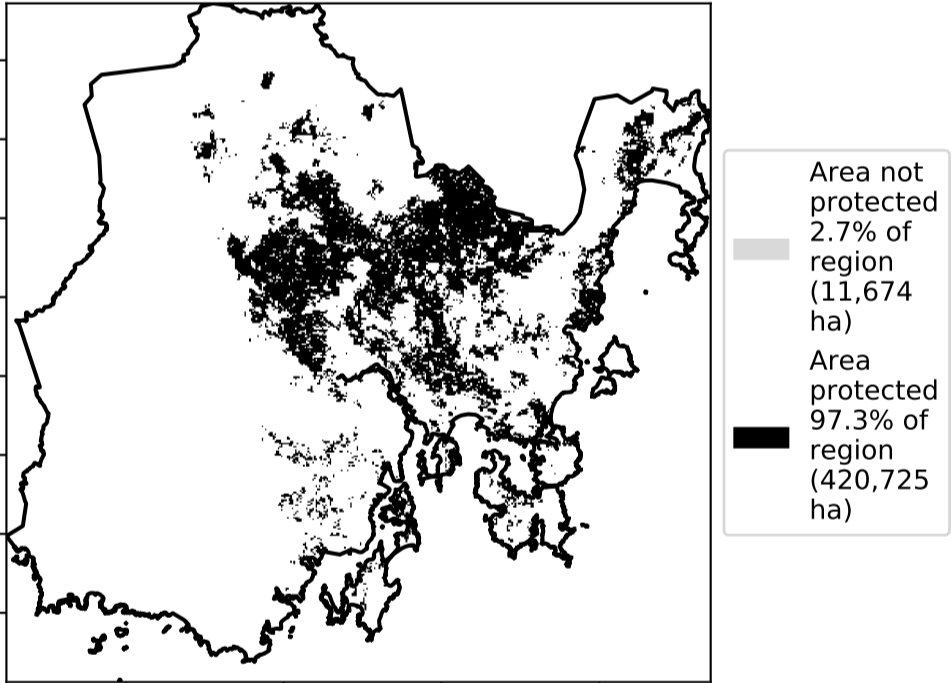 Area not
protected
2.7% of
region
(11,674
ha)
Area
protected
97.3% of
region
(420,725
ha)